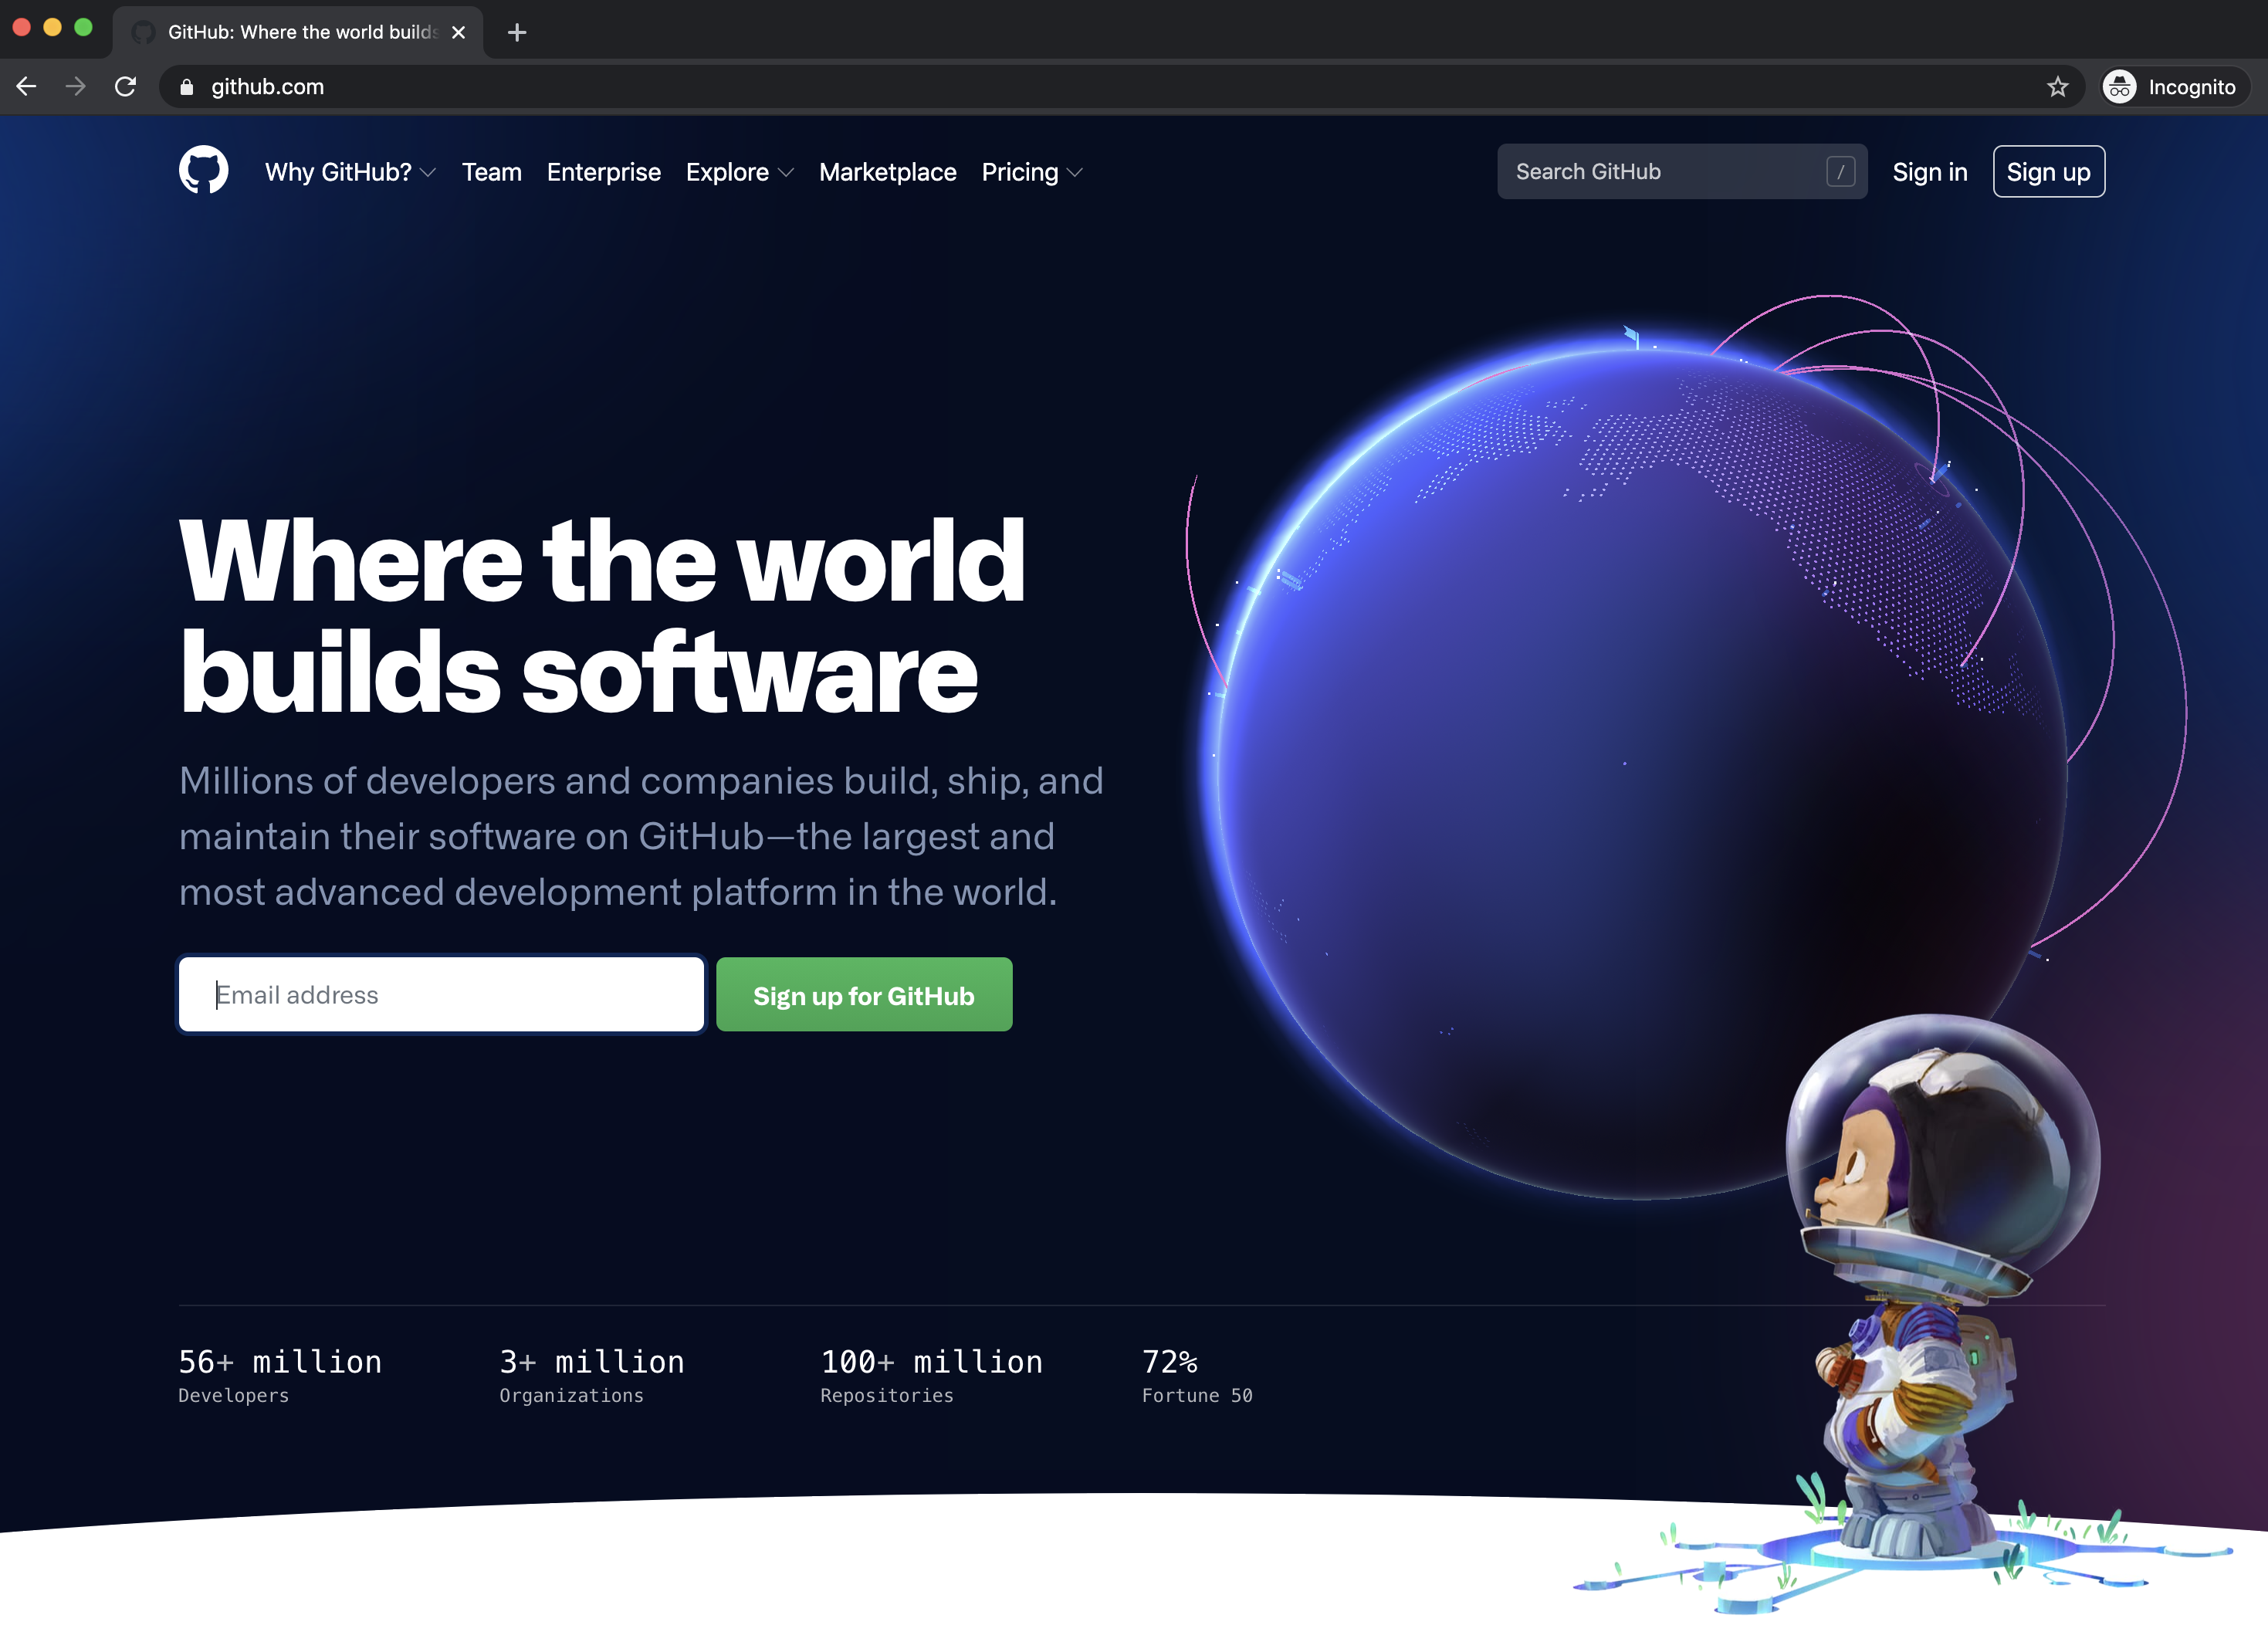 GitHub: Where the world builds
github.com
Incognito
Why GitHub? Team Enterprise Explore Marketplace Pricing
Search GitHub /
Sign in
Sign up
Where the world
builds software
Millions of developers and companies build, ship, and
maintain their software on GitHub—the largest and
most advanced development platform in the world.
Email address
Sign up for GitHub
56+ million
Developers
3+ million
Organizations
100+ million
Repositories
72%
Fortune 50